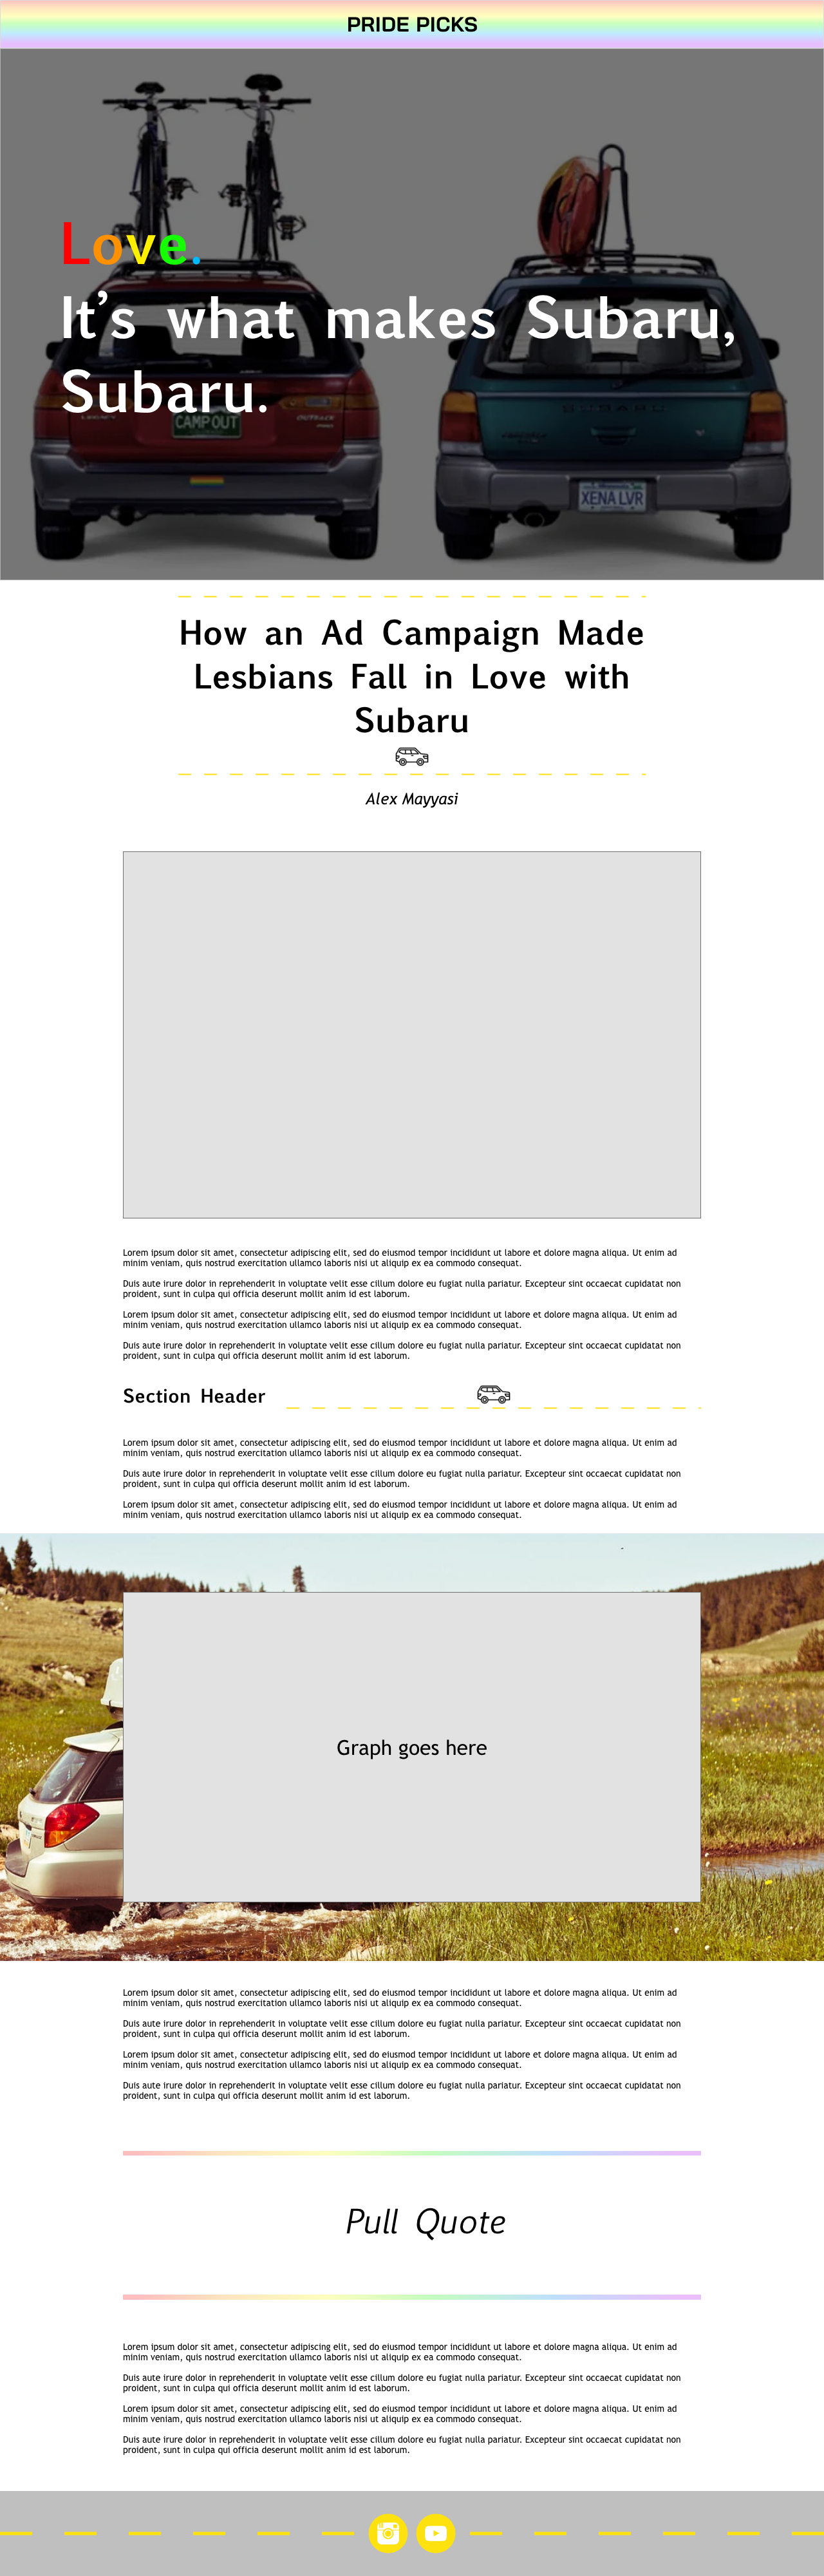 PRIDE PICKS
Love.
It's what makes Subaru,
Subaru.
LEGACY
OUTBACK
CAMP OUT
SUBARU
XENA LVR
How an Ad Campaign Made
Lesbians Fall in Love with
Subaru
Alex Mayyasi
Lorem ipsum dolor sit amet, consectetur adipiscing elit, sed do eiusmod tempor incididunt ut labore et dolore magna aliqua. Ut enim ad
minim veniam, quis nostrud exercitation ullamco laboris nisi ut aliquip ex ea commodo consequat.
Duis aute irure dolor in reprehenderit in voluptate velit esse cillum dolore eu fugiat nulla pariatur. Excepteur sint occaecat cupidatat non
proident, sunt in culpa qui officia deserunt mollit anim id est laborum.
Lorem ipsum dolor sit amet, consectetur adipiscing elit, sed do eiusmod tempor incididunt ut labore et dolore magna aliqua. Ut enim ad
minim veniam, quis nostrud exercitation ullamco laboris nisi ut aliquip ex ea commodo consequat.
Duis aute irure dolor in reprehenderit in voluptate velit esse cillum dolore eu fugiat nulla pariatur. Excepteur sint occaecat cupidatat non
proident, sunt in culpa qui officia deserunt mollit anim id est laborum.
Section Header
Lorem ipsum dolor sit amet, consectetur adipiscing elit, sed do eiusmod tempor incididunt ut labore et dolore magna aliqua. Ut enim ad
minim veniam, quis nostrud exercitation ullamco laboris nisi ut aliquip ex ea commodo consequat.
Duis aute irure dolor in reprehenderit in voluptate velit esse cillum dolore eu fugiat nulla pariatur. Excepteur sint occaecat cupidatat non
proident, sunt in culpa qui officia deserunt mollit anim id est laborum.
Lorem ipsum dolor sit amet, consectetur adipiscing elit, sed do eiusmod tempor incididunt ut labore et dolore magna aliqua. Ut enim ad
minim veniam, quis nostrud exercitation ullamco laboris nisi ut aliquip ex ea commodo consequat.
Graph goes here
Lorem ipsum dolor sit amet, consectetur adipiscing elit, sed do eiusmod tempor incididunt ut labore et dolore magna aliqua. Ut enim ad
minim veniam, quis nostrud exercitation ullamco laboris nisi ut aliquip ex ea commodo consequat.
Duis aute irure dolor in reprehenderit in voluptate velit esse cillum dolore eu fugiat nulla pariatur. Excepteur sint occaecat cupidatat non
proident, sunt in culpa qui officia deserunt mollit anim id est laborum.
Lorem ipsum dolor sit amet, consectetur adipiscing elit, sed do eiusmod tempor incididunt ut labore et dolore magna aliqua. Ut enim ad
minim veniam, quis nostrud exercitation ullamco laboris nisi ut aliquip ex ea commodo consequat.
Duis aute irure dolor in reprehenderit in voluptate velit esse cillum dolore eu fugiat nulla pariatur. Excepteur sint occaecat cupidatat non
proident, sunt in culpa qui officia deserunt mollit anim id est laborum.
Pull Quote
Lorem ipsum dolor sit amet, consectetur adipiscing elit, sed do eiusmod tempor incididunt ut labore et dolore magna aliqua. Ut enim ad
minim veniam, quis nostrud exercitation ullamco laboris nisi ut aliquip ex ea commodo consequat.
Duis aute irure dolor in reprehenderit in voluptate velit esse cillum dolore eu fugiat nulla pariatur. Excepteur sint occaecat cupidatat non
proident, sunt in culpa qui officia deserunt mollit anim id est laborum.
Lorem ipsum dolor sit amet, consectetur adipiscing elit, sed do eiusmod tempor incididunt ut labore et dolore magna aliqua. Ut enim ad
minim veniam, quis nostrud exercitation ullamco laboris nisi ut aliquip ex ea commodo consequat.
Duis aute irure dolor in reprehenderit in voluptate velit esse cillum dolore eu fugiat nulla pariatur. Excepteur sint occaecat cupidatat non
proident, sunt in culpa qui officia deserunt mollit anim id est laborum.